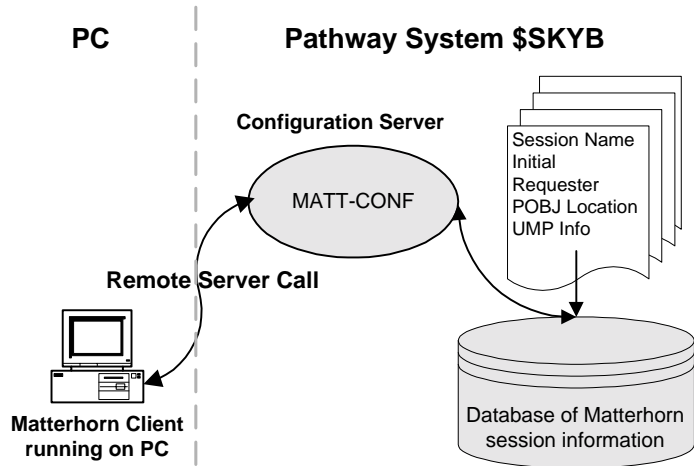 PC
Pathway System $SKYB
Configuration Server
MATT-CONF
Session Name
Initial
Requester
POBJ Location
UMP Info
Remote Server Call
Matterhorn Client
running on PC
Database of Matterhorn
session information